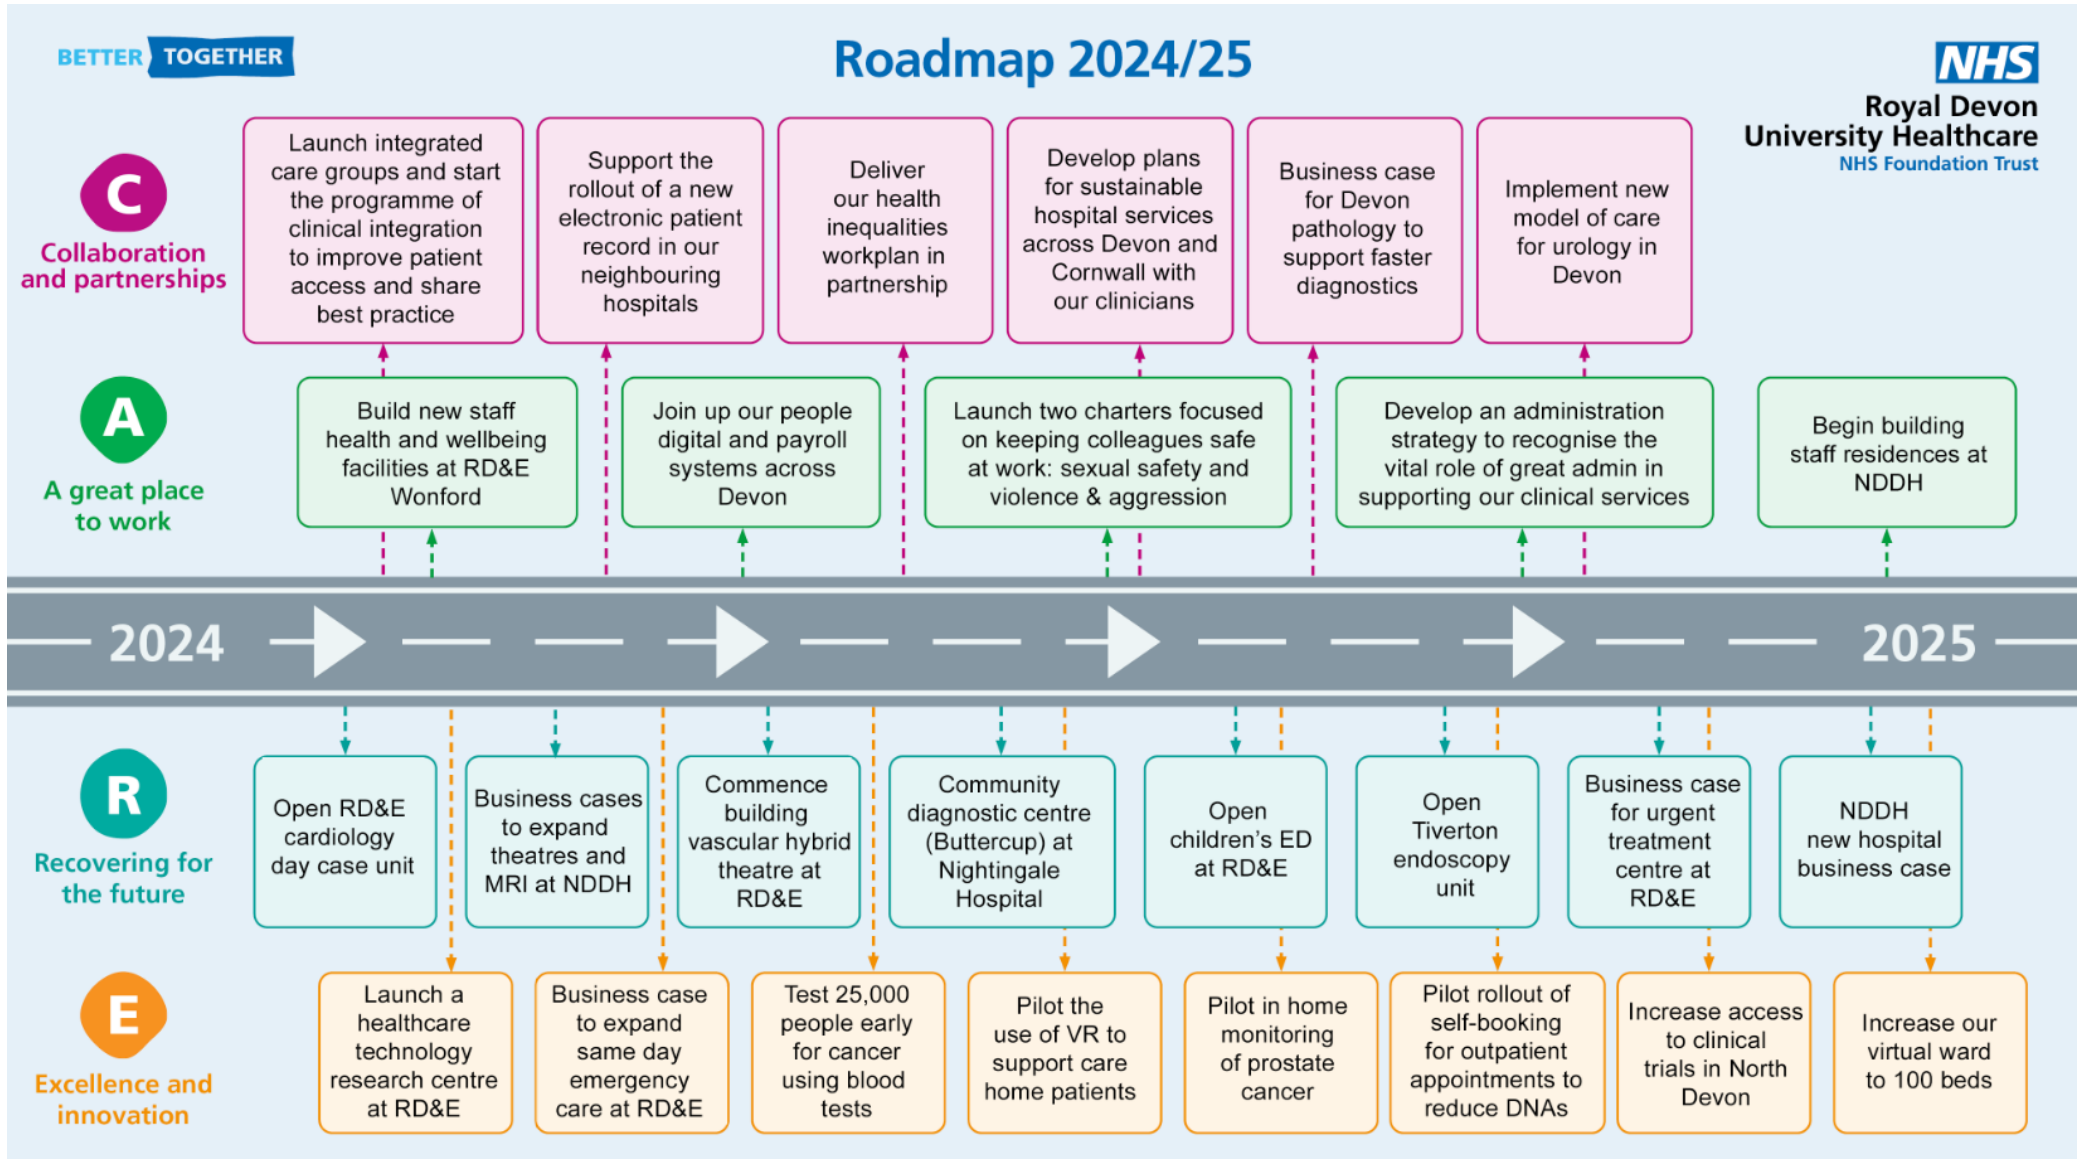 BETTER TOGETHER
Roadmap 2024/25
NHS
Royal Devon
University Healthcare
NHS Foundation Trust
C
Collaboration
and partnerships
Launch integrated
care groups and start
the programme of
clinical integration
to improve patient
access and share
best practice
Support the
rollout of a new
electronic patient
record in our
neighbouring
hospitals
Deliver
our health
inequalities
workplan in
partnership
Develop plans
for sustainable
hospital services
across Devon and
Cornwall with
our clinicians
Business case
for Devon
pathology to
support faster
diagnostics
Implement new
model of care
for urology in
Devon
A
A great place
to work
Build new staff
health and wellbeing
facilities at RD&E
Wonford
Join up our people
digital and payroll
systems across
Devon
Launch two charters focused
on keeping colleagues safe
at work: sexual safety and
violence & aggression
Develop an administration
strategy to recognise the
vital role of great admin in
supporting our clinical services
Begin building
staff residences at
NDDH
2024
2025
R
Recovering for
the future
Open RD&E
cardiology
day case unit
Business cases
to expand
theatres and
MRI at NDDH
Commence
building
vascular hybrid
theatre at
RD&E
Community
diagnostic centre
(Buttercup) at
Nightingale
Hospital
Open
children's ED
at RD&E
Open
Tiverton
endoscopy
unit
Business case
for urgent
treatment
centre at
RD&E
NDDH
new hospital
business case
E
Excellence and
innovation
Launch a
healthcare
technology
research centre
at RD&E
Business case
to expand
same day
emergency
care at RD&E
Test 25,000
people early
for cancer
using blood
tests
Pilot the
use of VR to
support care
home patients
Pilot in home
monitoring
of prostate
cancer
Pilot rollout of
self-booking
for outpatient
appointments to
reduce DNAs
Increase access
to clinical
trials in North
Devon
Increase our
virtual ward
to 100 beds